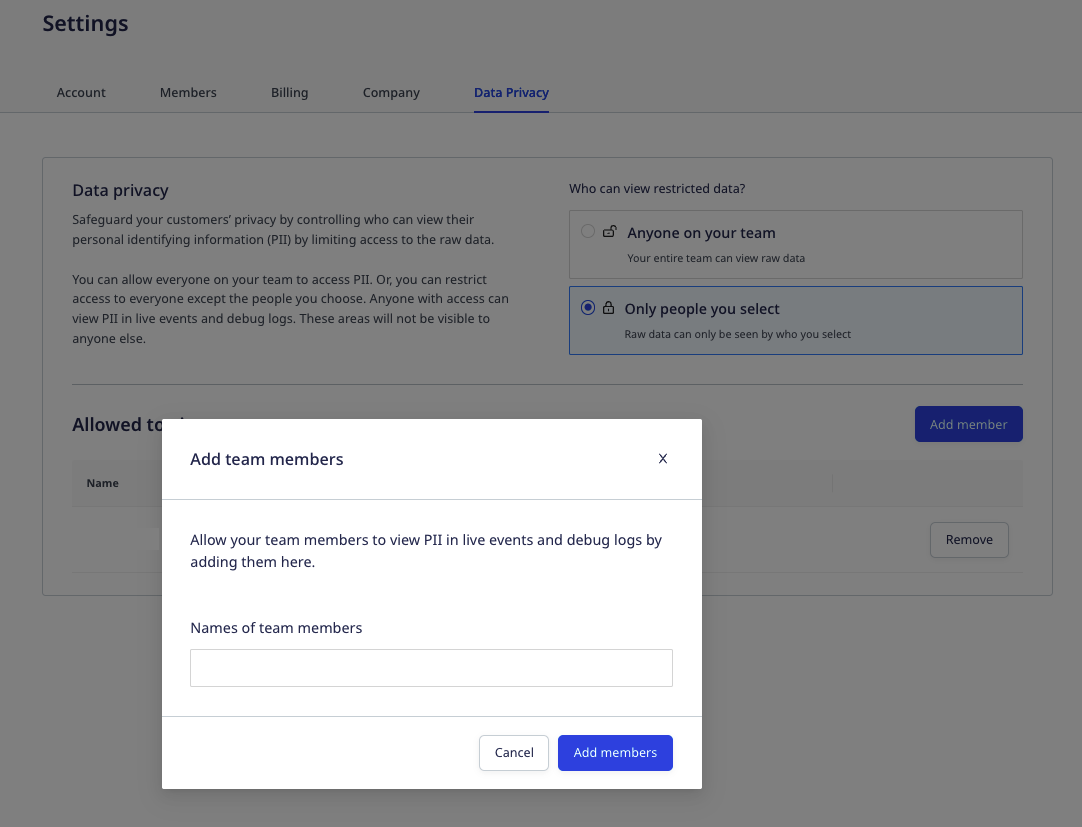 Settings
Account Members Billing Company Data Privacy
Data privacy
Safeguard your customers’ privacy by controlling who can view their
personal identifying information (PII) by limiting access to the raw data.
You can allow everyone on your team to access PII. Or, you can restrict
access to everyone except the people you choose. Anyone with access can
view PII in live events and debug logs. These areas will not be visible to
anyone else.
Who can view restricted data?
Anyone on your team
Your entire team can view raw data
Only people you select
Raw data can only be seen by who you select
Allowed to
Add member
Name
Remove
Add team members
X
Allow your team members to view PII in live events and debug logs by
adding them here.
Names of team members
Cancel Add members